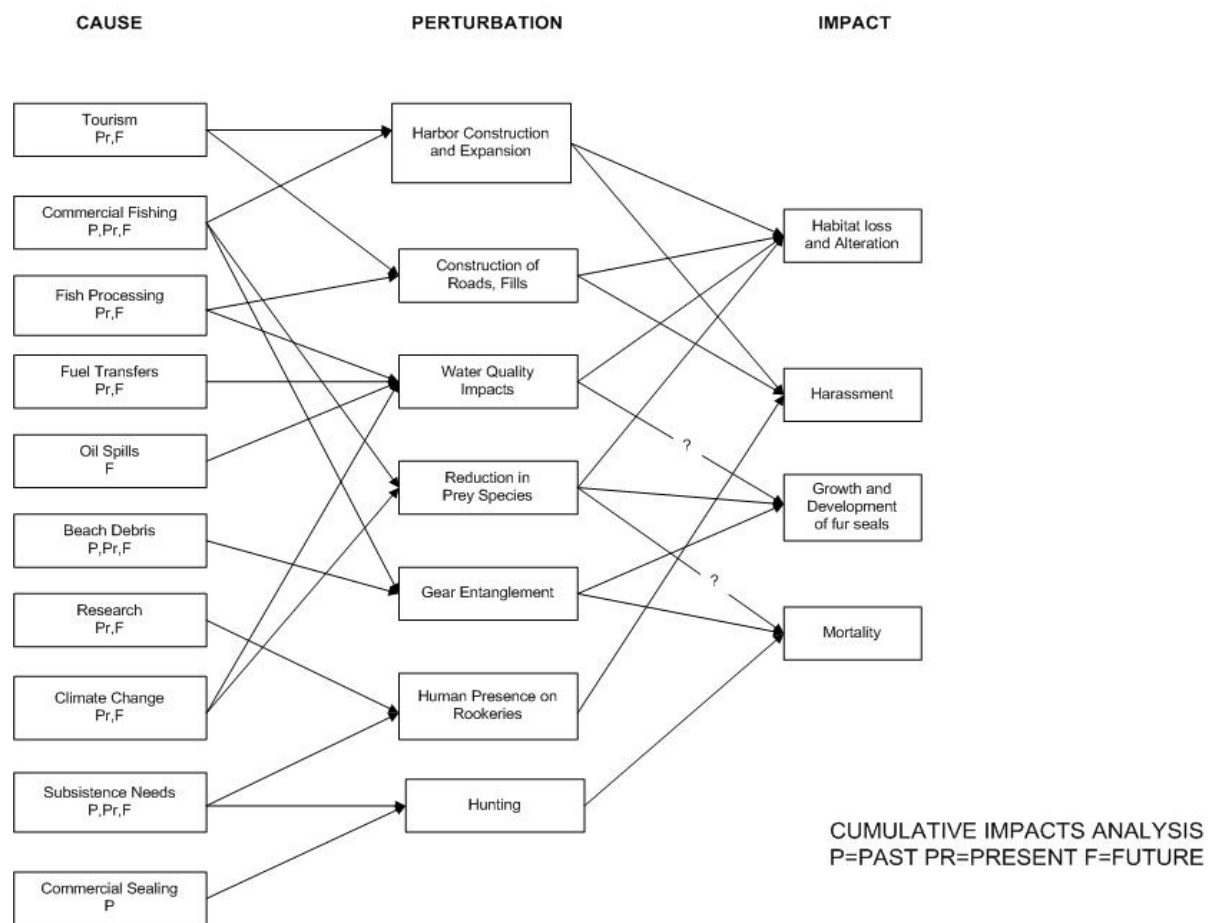 CAUSE
PERTURBATION
IMPACT
Tourism
Pr,F
Commercial Fishing
P,Pr,F
Fish Processing
Pr,F
Fuel Transfers
Pr,F
Oil Spills
F
Beach Debris
P,Pr,F
Research
Pr,F
Climate Change
Pr,F
Subsistence Needs
P,Pr,F
Commercial Sealing
P
Harbor Construction
and Expansion
Construction of
Roads, Fills
Water Quality
Impacts
Reduction in
Prey Species
Gear Entanglement
Human Presence on
Rookeries
Hunting
?
?
Habitat loss
and Alteration
Harassment
Growth and
Development
of fur seals
Mortality
CUMULATIVE IMPACTS ANALYSIS
P=PAST PR=PRESENT F=FUTURE